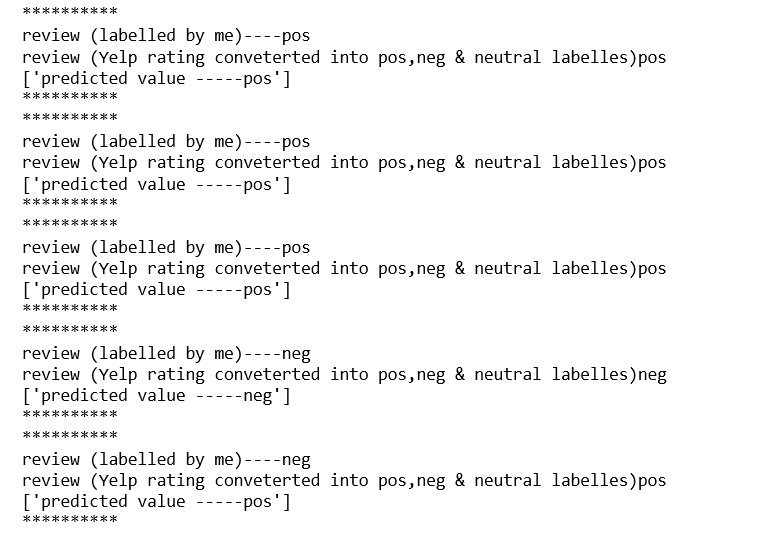 **********
review (labelled by me)----pos
review (Yelp rating conveterted into pos,neg & neutral labelles)pos
['predicted value -----pos']
**********
**********
review (labelled by me)----pos
review (Yelp rating conveterted into pos,neg & neutral labelles)pos
['predicted value -----pos']
**********
**********
review (labelled by me)----pos
review (Yelp rating conveterted into pos,neg & neutral labelles)pos
['predicted value -----pos']
**********
**********
review (labelled by me)----neg
review (Yelp rating conveterted into pos,neg & neutral labelles)neg
['predicted value -----neg']
**********
**********
review (labelled by me)----neg
review (Yelp rating conveterted into pos,neg & neutral labelles)pos
['predicted value -----pos']
**********